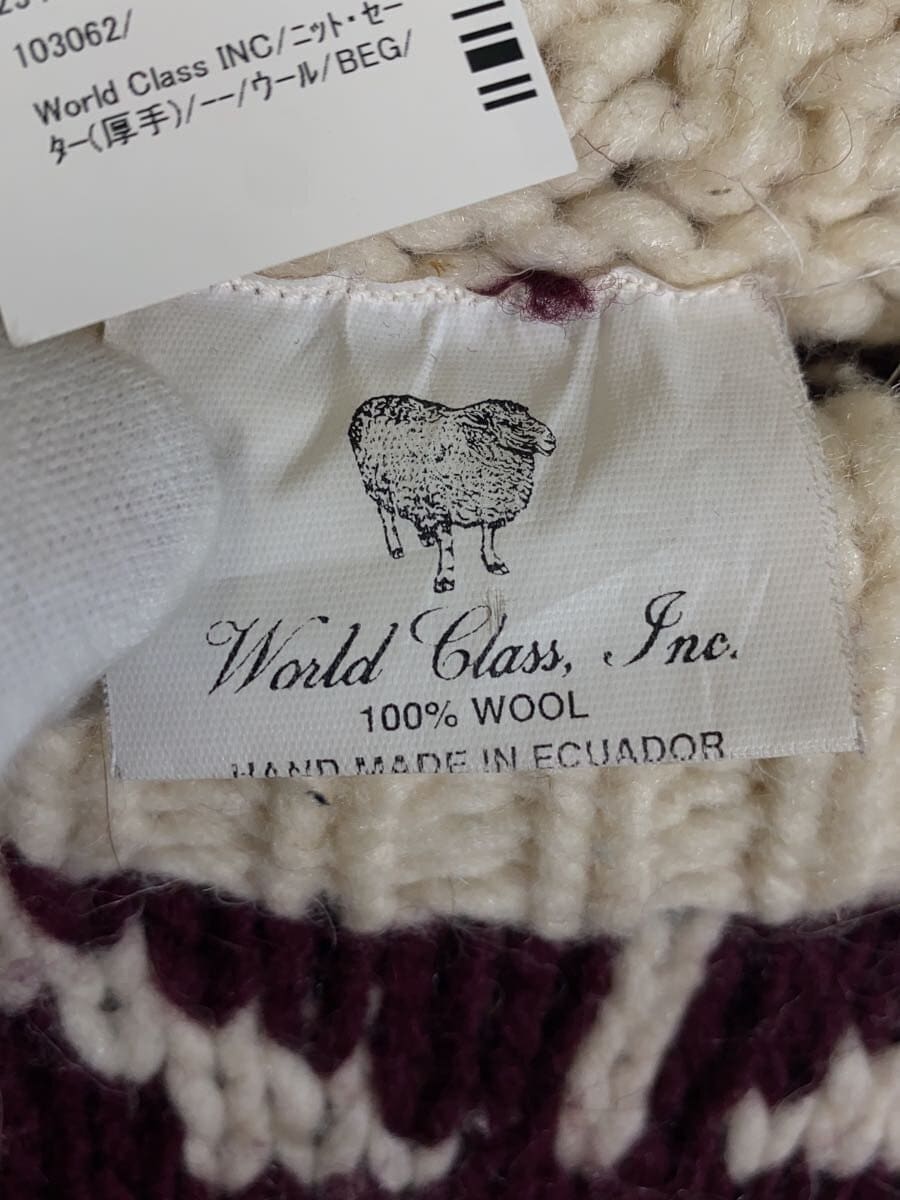 103062/
World Class INC/ニット・セー
ター(厚手)/--/ウール/BEG/
World Class, Inc.
100% WOOL
HAND MADE IN ECUADOR